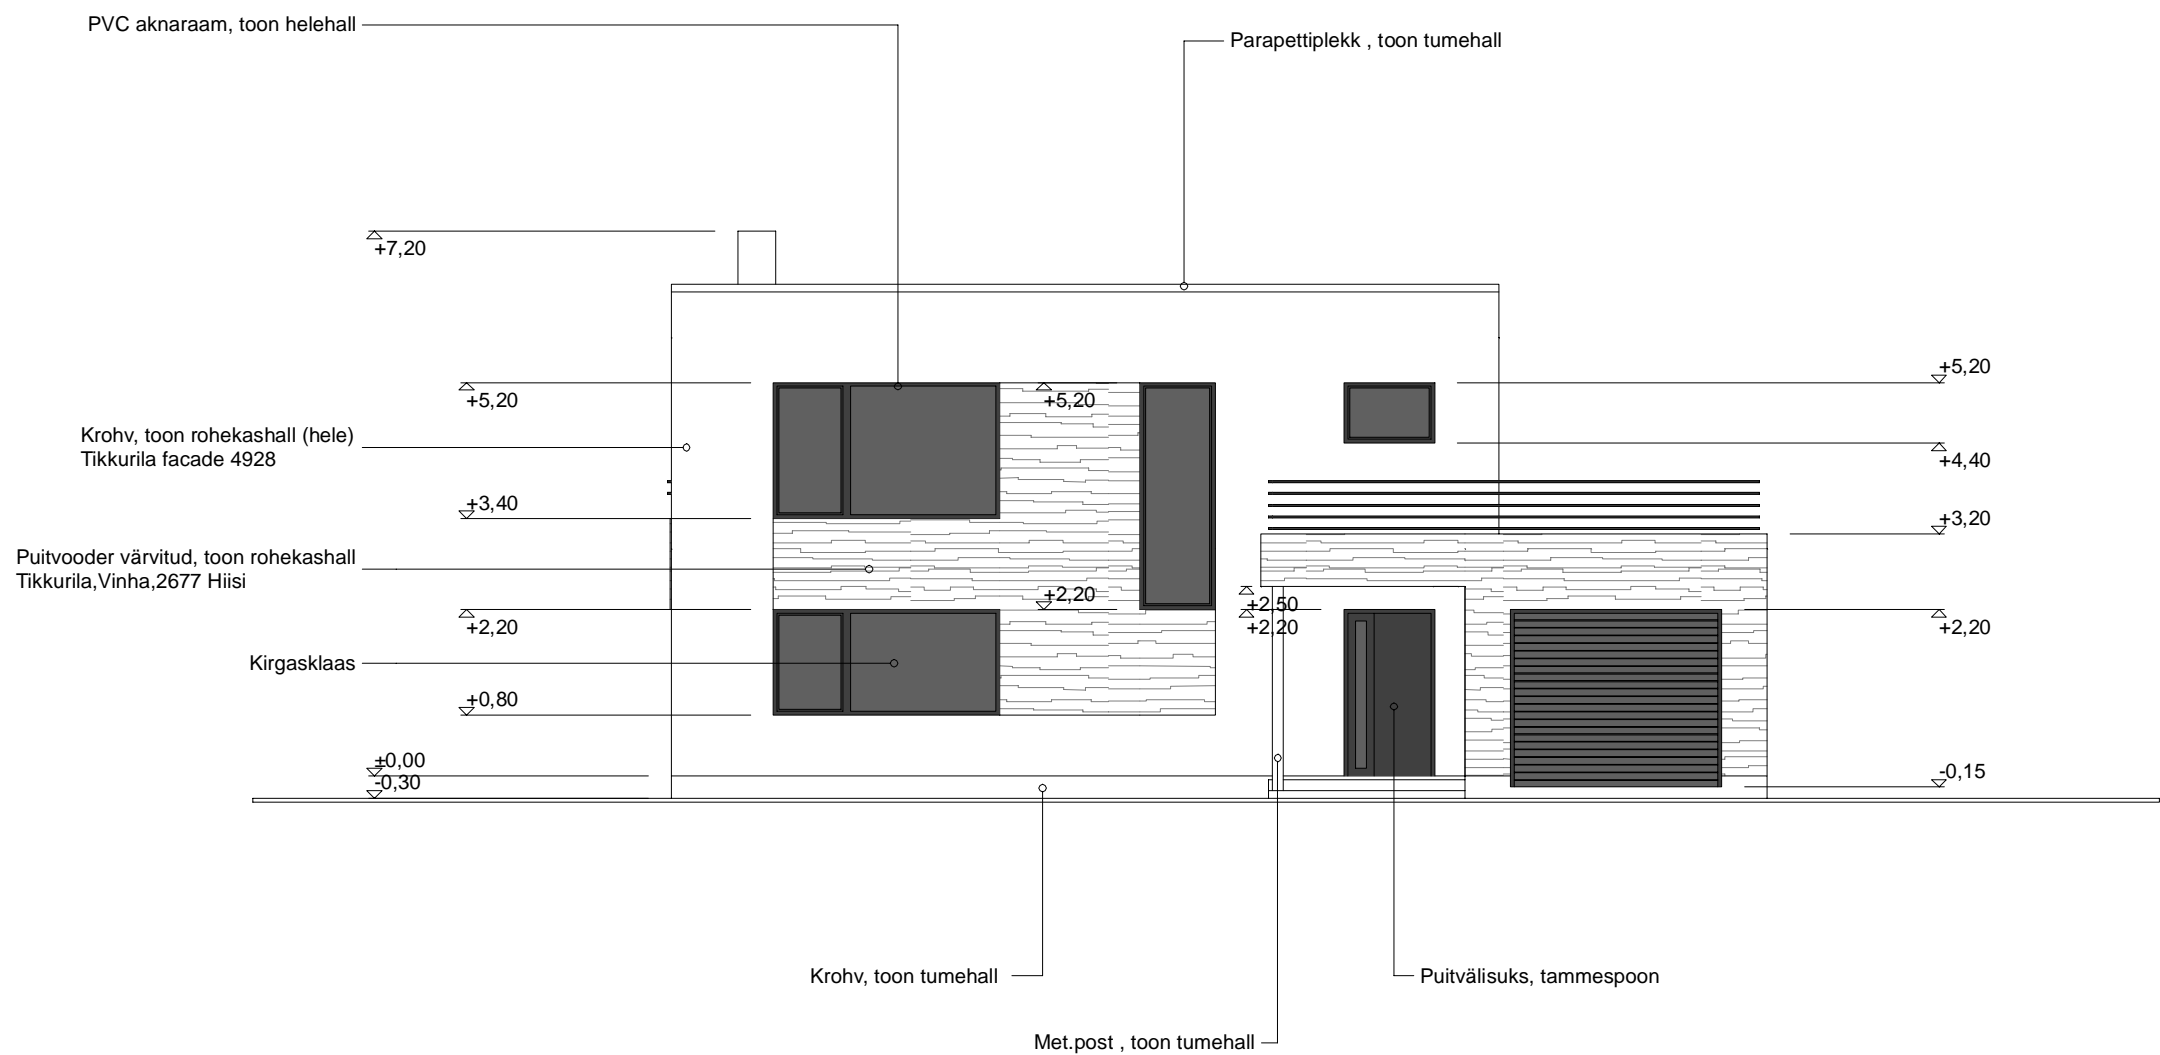 PVC aknaraam, toon helehall
Parapettiplekk , toon tumehall
+7,20
+5,20
+5,20
+5,20
Krohv, toon rohekashall (hele)
Tikkurila facade 4928
+4,40
+3,40
+3,20
Puitvooder värvitud, toon rohekashall
Tikkurila,Vinha,2677 Hiisi
+2,20
+2,50
+2,20
+2,20
+2,20
Kirgasklaas
+0,80
±0,00
-0,30
-0,15
Krohv, toon tumehall
Puitvälisuks, tammespoon
Met.post , toon tumehall